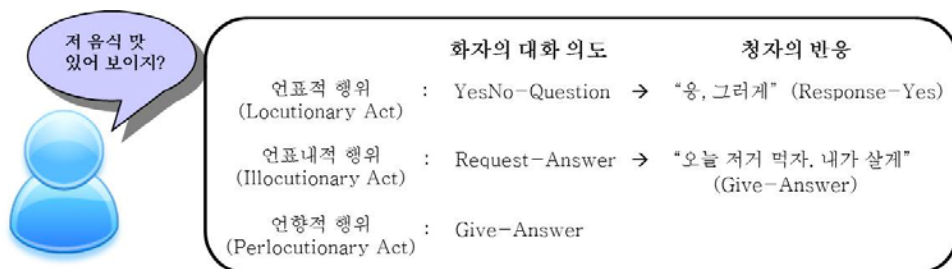 저 음식 맛
있어 보이지?
화자의 대화 의도 청자의 반응
언표적 행위 : YesNo-Question → “응, 그러게” (Response-Yes)
(Locutionary Act)
언표내적 행위 : Request-Answer → “오늘 저거 먹자. 내가 살게”
(Illocutionary Act) (Give-Answer)
언향적 행위 : Give-Answer
(Perlocutionary Act)